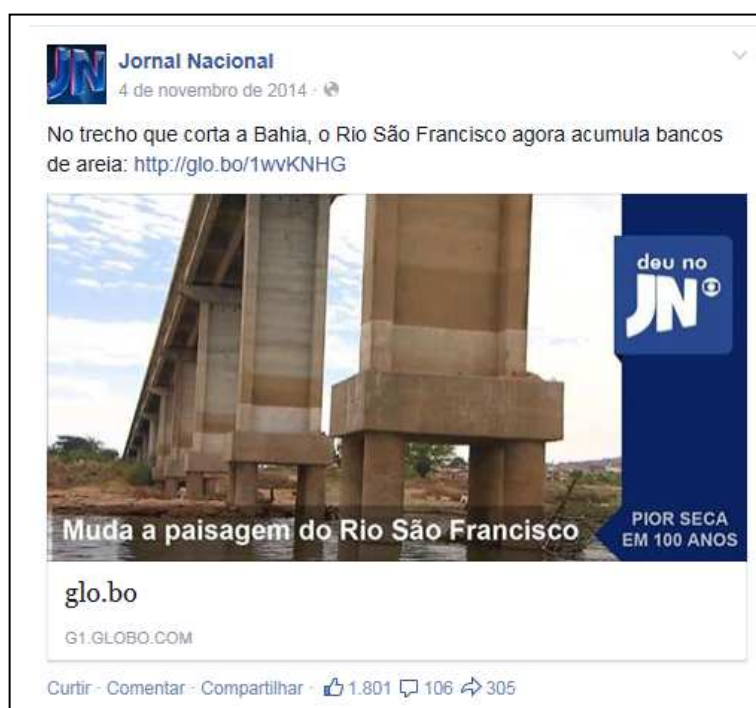 JN
Jornal Nacional
4 de novembro de 2014 ·
No trecho que corta a Bahia, o Rio São Francisco agora acumula bancos
de areia: http://glo.bo/1wvKNHG
deu no
JN
Muda a paisagem do Rio São Francisco
PIOR SECA
EM 100 ANOS
glo.bo
G1.GLOBO.COM
Curtir · Comentar · Compartilhar · 1.801 106 305